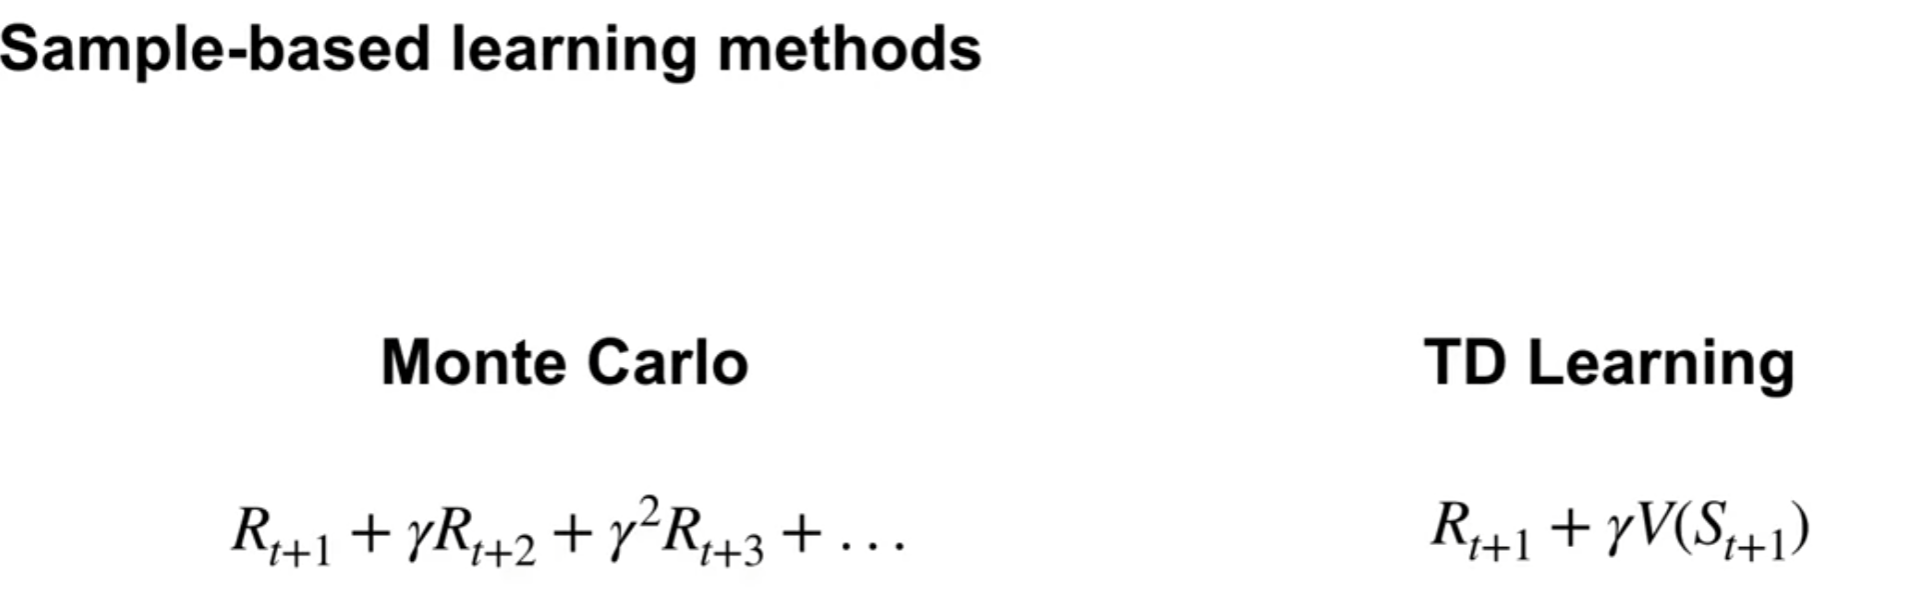 Sample-based learning methods
Monte Carlo
TD Learning
R_{t+1} + γR_{t+2} + γ^2R_{t+3} + ...
R_{t+1} + γV(S_{t+1})